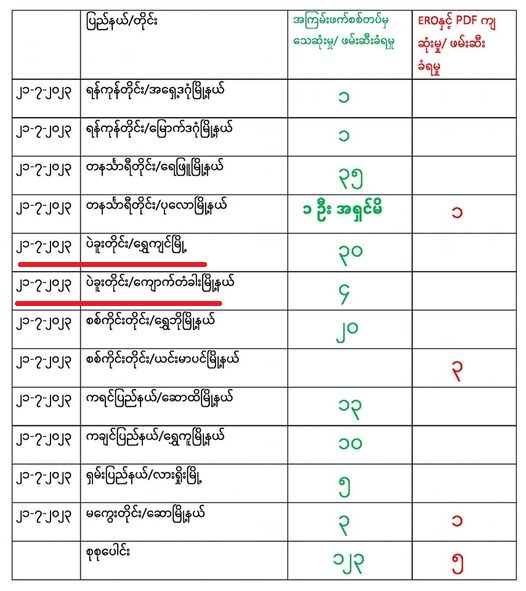 ပြည်နယ်/တိုင်း
အကြမ်းဖက်စစ်တပ်မှ
သေဆုံးမှု/ ဖမ်းဆီးခံရမှု
EROနှင့် PDF ကျ
ဆုံးမှု/ ဖမ်းဆီး
ခံရမှု
၂၁-၇-၂၀၂၃ ရန်ကုန်တိုင်း/အရှေ့ဒဂုံမြို့နယ် ၁
၂၁-၇-၂၀၂၃ ရန်ကုန်တိုင်း/မြောက်ဒဂုံမြို့နယ် ၁
၂၁-၇-၂၀၂၃ တနင်္သာရီတိုင်း/ရေဖြူမြို့နယ် ၃၅
၂၁-၇-၂၀၂၃ တနင်္သာရီတိုင်း/ပုလောမြို့နယ် ၁ ဦး အရှင်မိ ၁
၂၁-၇-၂၀၂၃ ပဲခူးတိုင်း/ရွှေကျင်မြို့ ၃၀
၂၁-၇-၂၀၂၃ ပဲခူးတိုင်း/ကျောက်တံခါးမြို့နယ် ၄
၂၁-၇-၂၀၂၃ စစ်ကိုင်းတိုင်း/ရွှေဘိုမြို့နယ် ၂၀
၂၁-၇-၂၀၂၃ စစ်ကိုင်းတိုင်း/ယင်းမာပင်မြို့နယ် ၃
၂၁-၇-၂၀၂၃ ကရင်ပြည်နယ်/ဆောထိမြို့နယ် ၁၃
၂၁-၇-၂၀၂၃ ကချင်ပြည်နယ်/ရွှေကူမြို့နယ် ၁၀
၂၁-၇-၂၀၂၃ ရှမ်းပြည်နယ်/လားရှိုးမြို့ ၅
၂၁-၇-၂၀၂၃ မကွေးတိုင်း/ဆောမြို့နယ် ၃ ၁
စုစုပေါင်း ၁၂၃ ၅